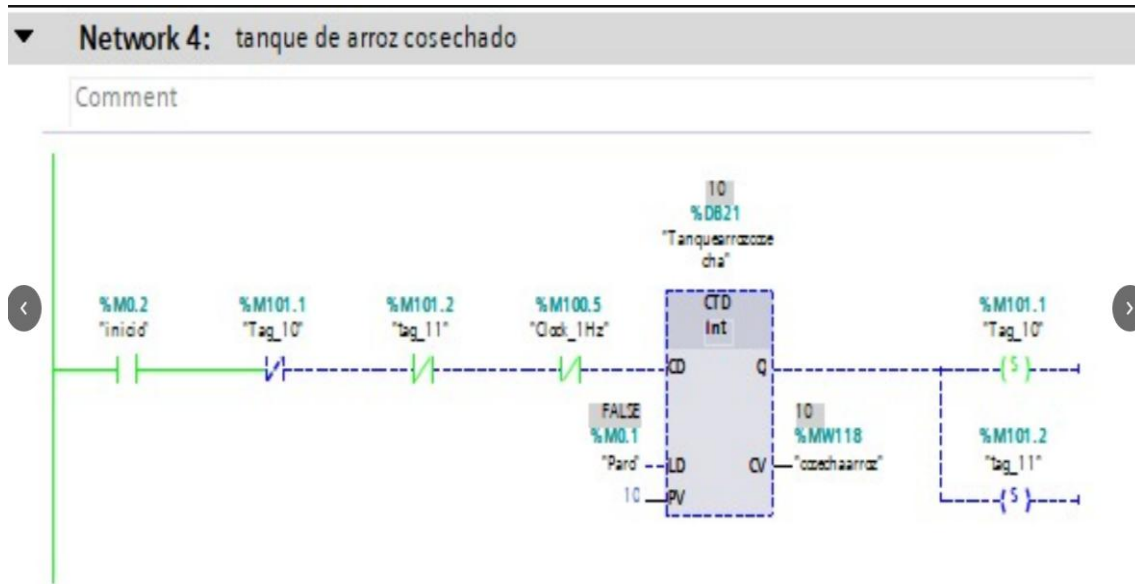 Network 4: tanque de arroz cosechado
Comment
10
%DB21
"Tanquearrozcoze
cha"
%M0.2
"inicio"
%M101.1
"Tag_10"
%M101.2
"tag_11"
%M100.5
"Clock_1Hz"
CTD
Int
%M101.1
"Tag_10"
CD
Q
S
FALSE
%M0.1
"Paro"
LD
10
PV
10
%MW118
"cozechaarroz"
CV
%M101.2
"tag_11"
S